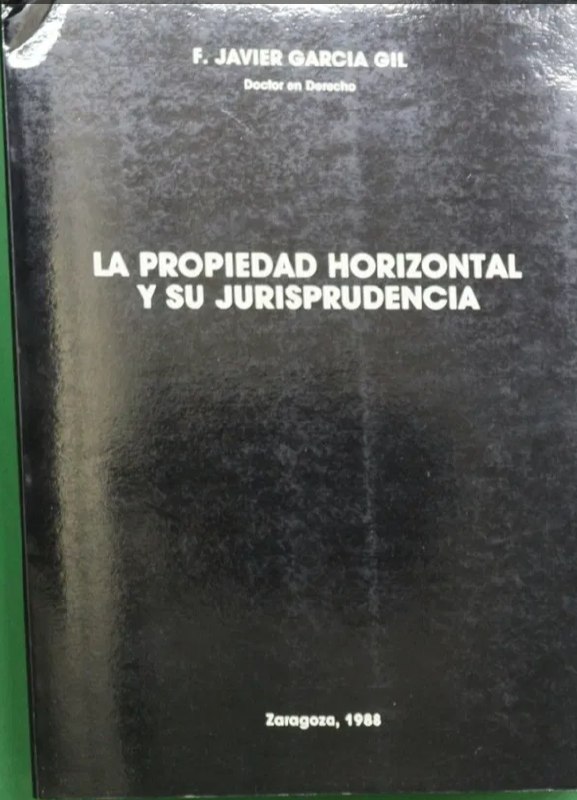 F. JAVIER GARCIA GIL
Doctor en Derecho
LA PROPIEDAD HORIZONTAL
Y SU JURISPRUDENCIA
Zaragoza, 1988